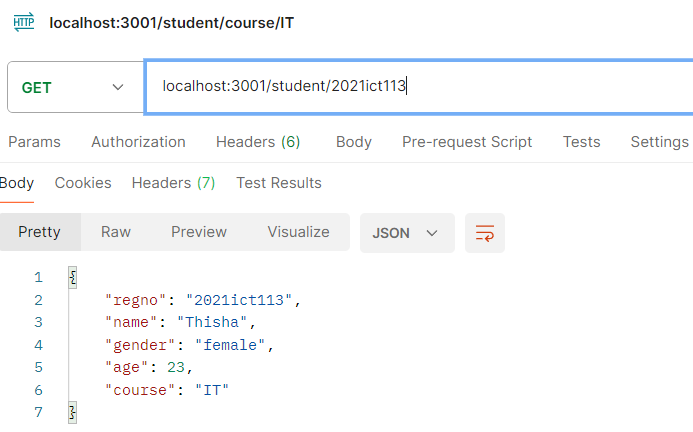 HTTP localhost:3001/student/course/IT
GET localhost:3001/student/2021ict113
Params Authorization Headers (6) Body Pre-request Script Tests Settings
Body Cookies Headers (7) Test Results
Pretty Raw Preview Visualize JSON
1 {
2 "regno": "2021ict113",
3 "name": "Thisha",
4 "gender": "female",
5 "age": 23,
6 "course": "IT"
7 }